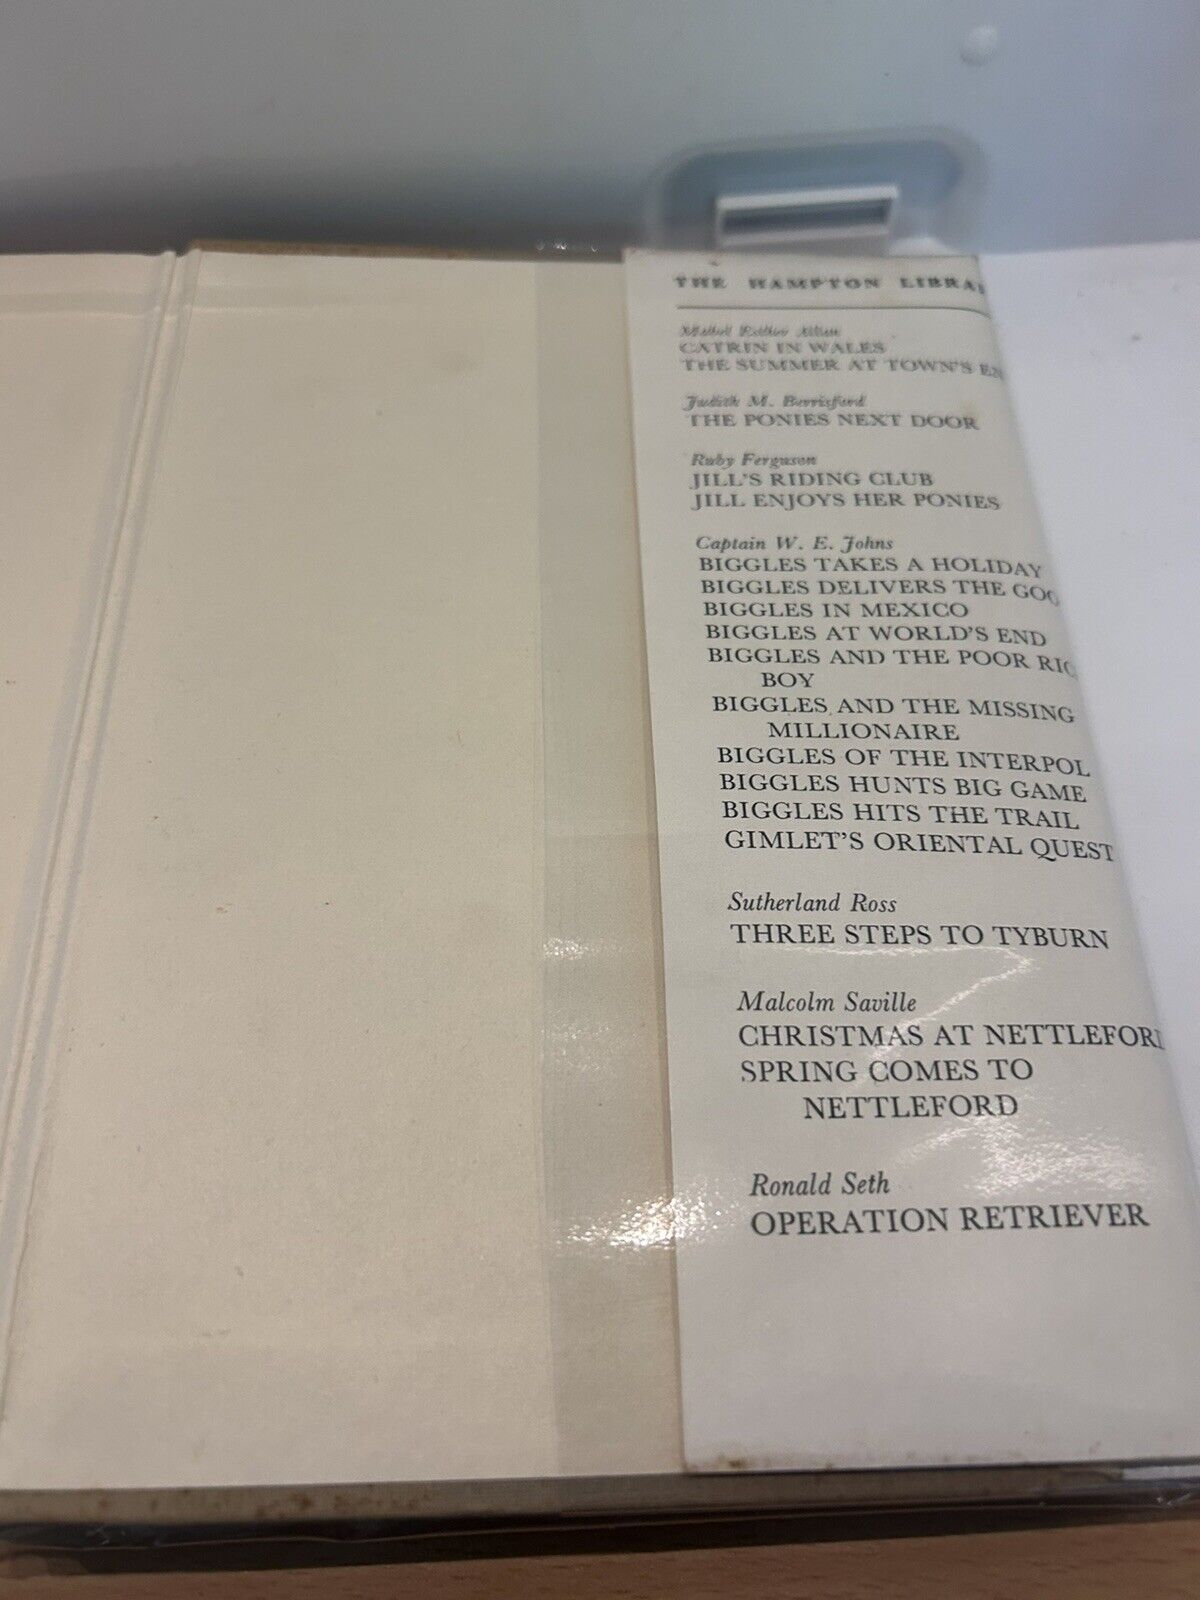 THE HAMPTON LIBRA
Mabel Esther Allan
CATRIN IN WALES
THE SUMMER AT TOWN'S EN
Judith M. Berrisford
THE PONIES NEXT DOOR
Ruby Ferguson
JILL'S RIDING CLUB
JILL ENJOYS HER PONIES
Captain W. E. Johns
BIGGLES TAKES A HOLIDAY
BIGGLES DELIVERS THE GOO
BIGGLES IN MEXICO
BIGGLES AT WORLD'S END
BIGGLES AND THE POOR RIC
BOY
BIGGLES AND THE MISSING
MILLIONAIRE
BIGGLES OF THE INTERPOL
BIGGLES HUNTS BIG GAME
BIGGLES HITS THE TRAIL
GIMLET'S ORIENTAL QUEST
Sutherland Ross
THREE STEPS TO TYBURN
Malcolm Saville
CHRISTMAS AT NETTLEFORD
SPRING COMES TO
NETTLEFORD
Ronald Seth
OPERATION RETRIEVER